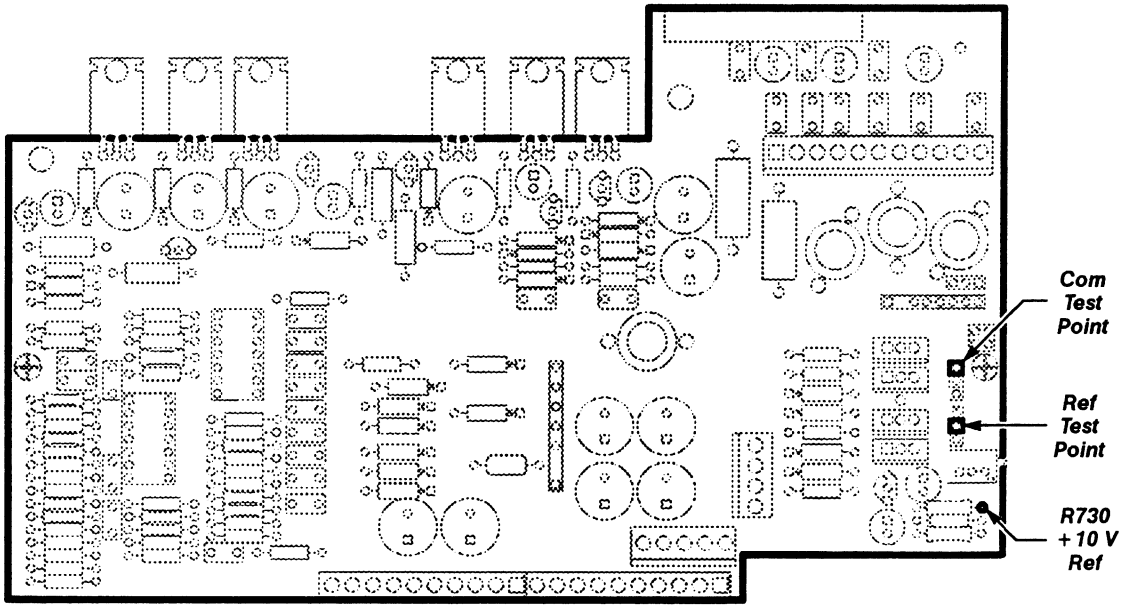 Com
Test
Point
Ref
Test
Point
R730
+10 V
Ref